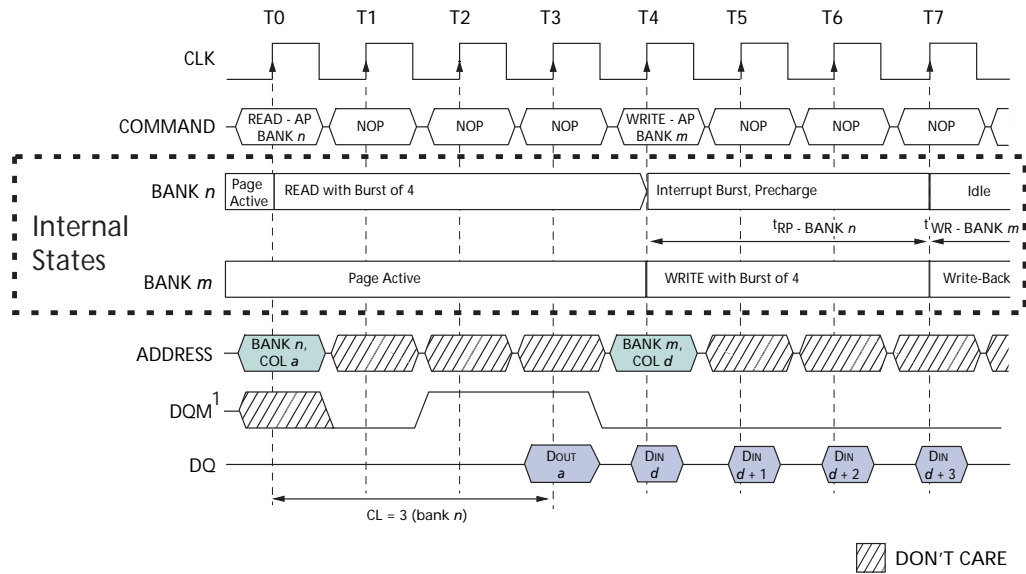 T0 T1 T2 T3 T4 T5 T6 T7
CLK
COMMAND
READ - AP
BANK n
NOP
NOP
NOP
WRITE - AP
BANK m
NOP
NOP
NOP
Internal
States
BANK n
Page
Active
READ with Burst of 4
Interrupt Burst, Precharge
Idle
tRP - BANK n
tWR - BANK m
BANK m
Page Active
WRITE with Burst of 4
Write-Back
ADDRESS
BANK n,
COL a
BANK m,
COL d
DQM1
DQ
DOUT
a
DIN
d
DIN
d + 1
DIN
d + 2
DIN
d + 3
CL = 3 (bank n)
DON'T CARE